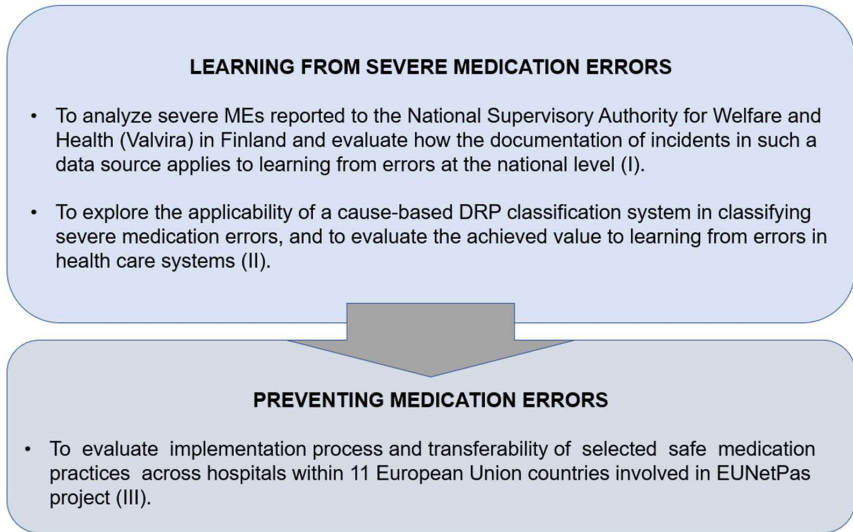 LEARNING FROM SEVERE MEDICATION ERRORS
• To analyze severe MEs reported to the National Supervisory Authority for Welfare and
Health (Valvira) in Finland and evaluate how the documentation of incidents in such a
data source applies to learning from errors at the national level (I).
• To explore the applicability of a cause-based DRP classification system in classifying
severe medication errors, and to evaluate the achieved value to learning from errors in
health care systems (II).
PREVENTING MEDICATION ERRORS
• To evaluate implementation process and transferability of selected safe medication
practices across hospitals within 11 European Union countries involved in EUNetPas
project (III).